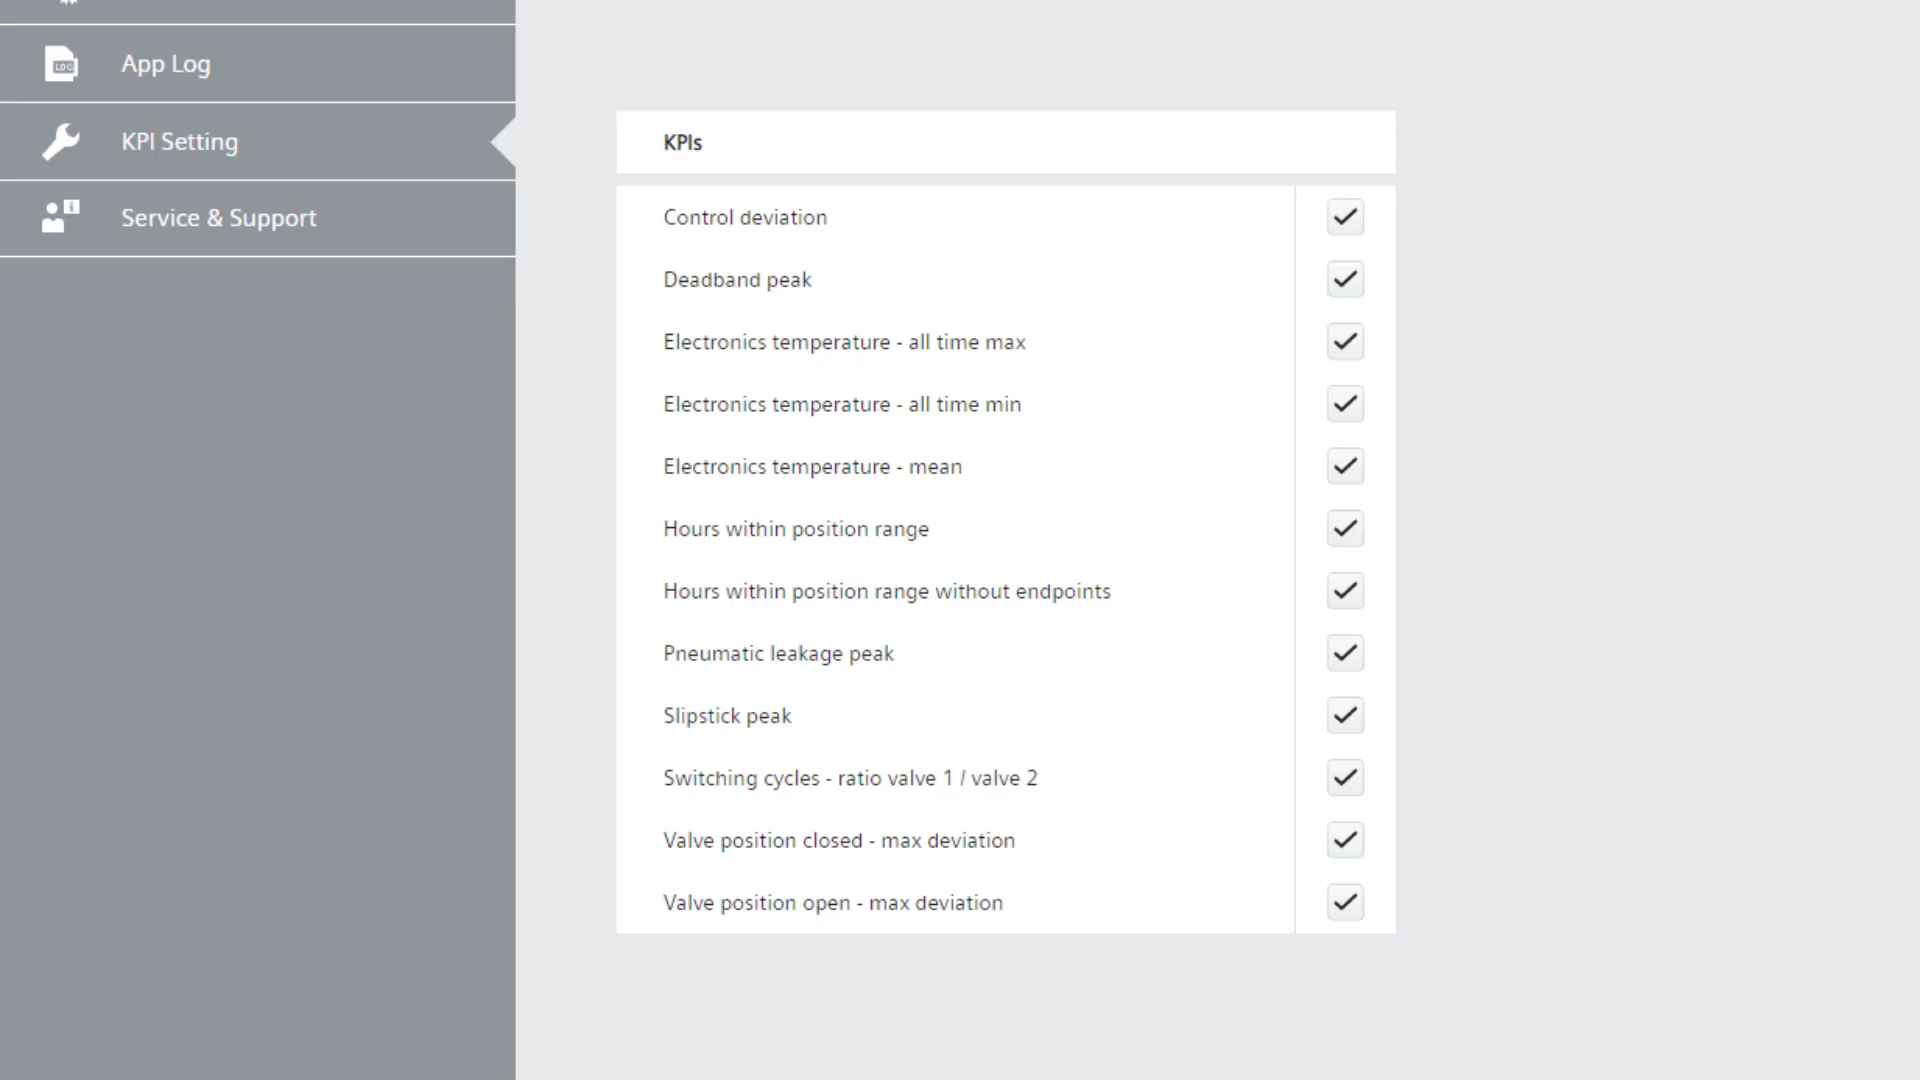 LOG
App Log
KPI Setting
i
Service & Support
KPIs
Control deviation
Deadband peak
Electronics temperature - all time max
Electronics temperature - all time min
Electronics temperature - mean
Hours within position range
Hours within position range without endpoints
Pneumatic leakage peak
Slipstick peak
Switching cycles - ratio valve 1 / valve 2
Valve position closed - max deviation
Valve position open - max deviation